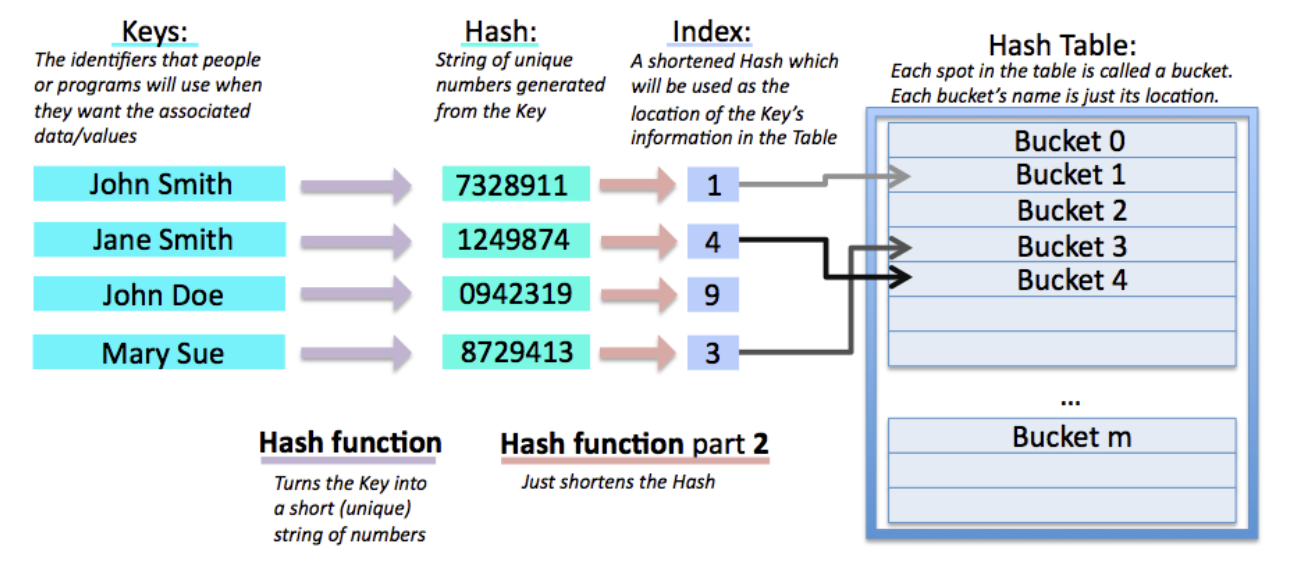 Keys:
The identifiers that people
or programs will use when
they want the associated
data/values
Hash:
String of unique
numbers generated
from the Key
Index:
A shortened Hash which
will be used as the
location of the Key's
information in the Table
Hash Table:
Each spot in the table is called a bucket.
Each bucket's name is just its location.
John Smith
7328911
1
Jane Smith
1249874
4
John Doe
0942319
9
Mary Sue
8729413
3
Bucket 0
Bucket 1
Bucket 2
Bucket 3
Bucket 4
...
Bucket m
Hash function
Turns the Key into
a short (unique)
string of numbers
Hash function part 2
Just shortens the Hash